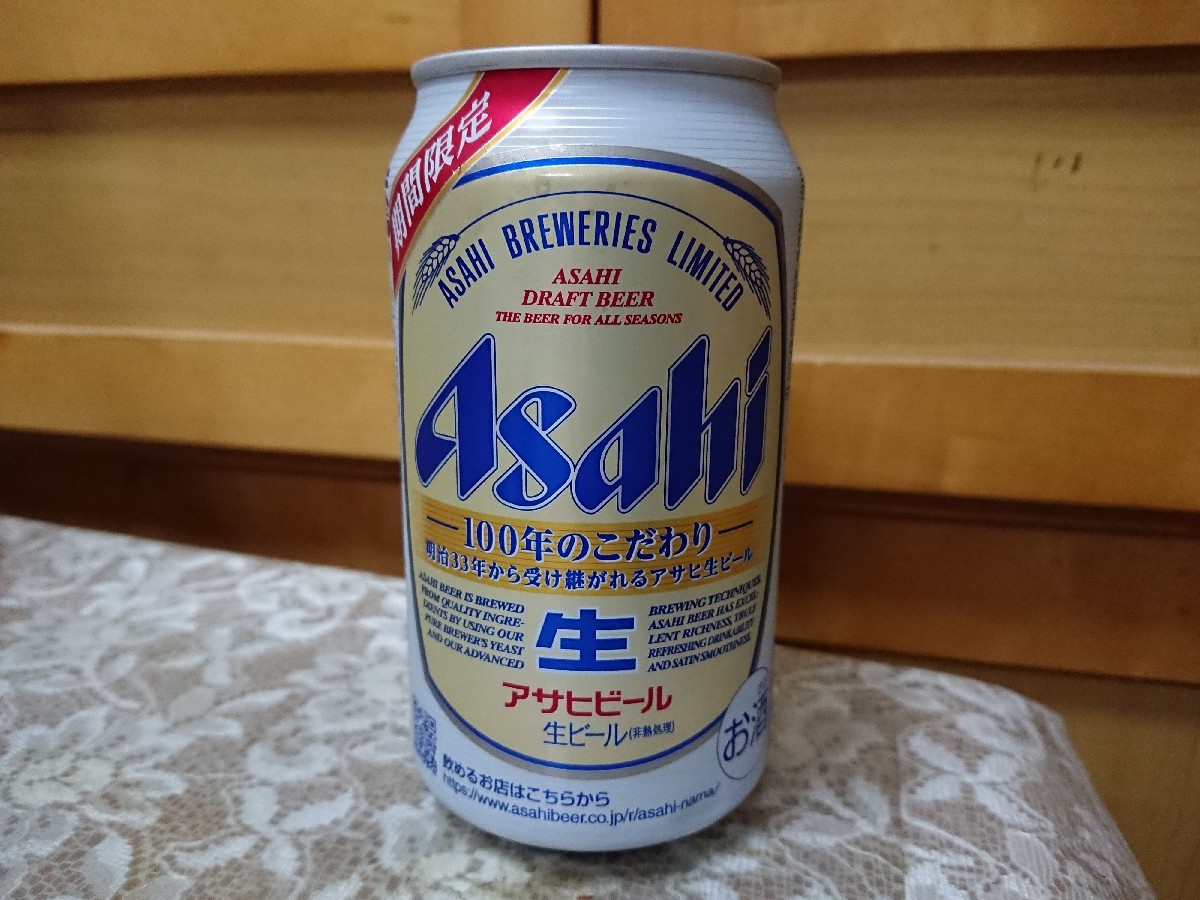 期間限定
ASAHI BREWERIES LIMITED
ASAHI
DRAFT BEER
THE BEER FOR ALL SEASONS
Asahi
100年のこだわり
明治33年から受け継がれるアサヒ生ビール
ASAHI BEER IS BREWED
FROM QUALITY INGRE-
DIENTS BY USING OUR
PURE BREWER'S YEAST
AND OUR ADVANCED
生
BREWING TECHNIQUES.
ASAHI BEER HAS EXCEL-
LENT RICHNESS, TRULY
REFRESHING DRINKABILITY
AND SATIN SMOOTHNESS.
アサヒビール
生ビール(非熱処理)
お酒
飲めるお店はこちらから
https://www.asahibeer.co.jp/r/asahi-nama/